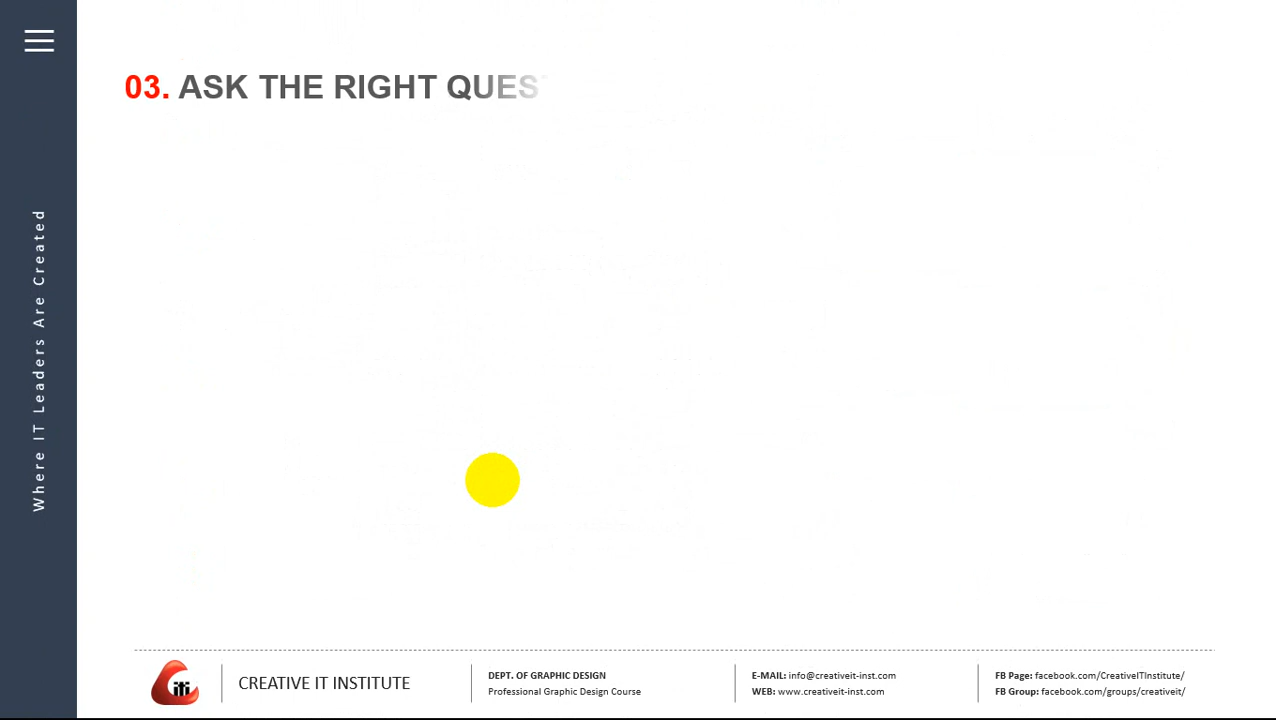 03. ASK THE RIGHT QUES
Where IT Leaders Are Created
iti
CREATIVE IT INSTITUTE
DEPT. OF GRAPHIC DESIGN
Professional Graphic Design Course
E-MAIL: info@creativeit-inst.com
WEB: www.creativeit-inst.com
FB Page: facebook.com/CreativeITInstitute/
FB Group: facebook.com/groups/creativeit/